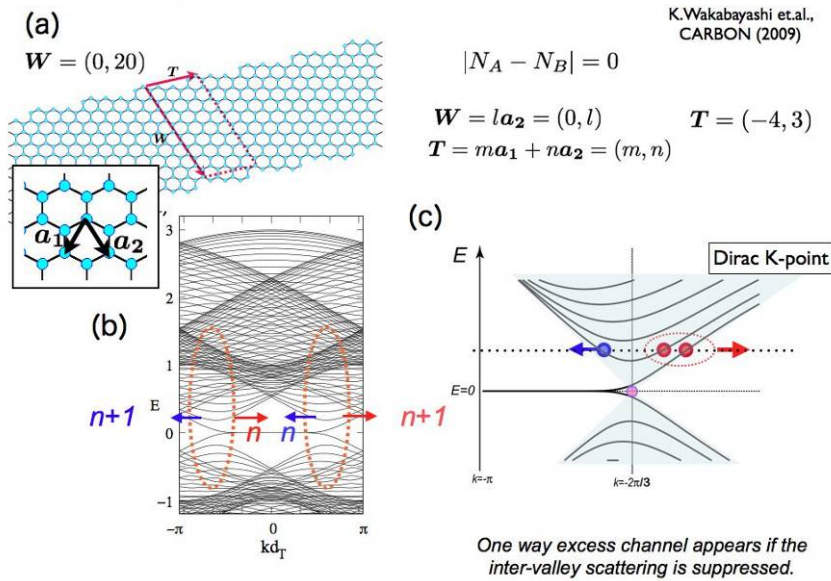 (a)
K.Wakabayashi et.al.,
CARBON (2009)
W = (0, 20)
T
W
|N_A − N_B| = 0
W = la₂ = (0, l)
T = (−4, 3)
T = ma₁ + na₂ = (m, n)
a₁
a₂
(b)
3
2
1
E
0
−1
−π
0
π
kd_T
n+1
n
n
n+1
(c)
E
Dirac K-point
E=0
k=-π
k=-2π/3
One way excess channel appears if the
inter-valley scattering is suppressed.